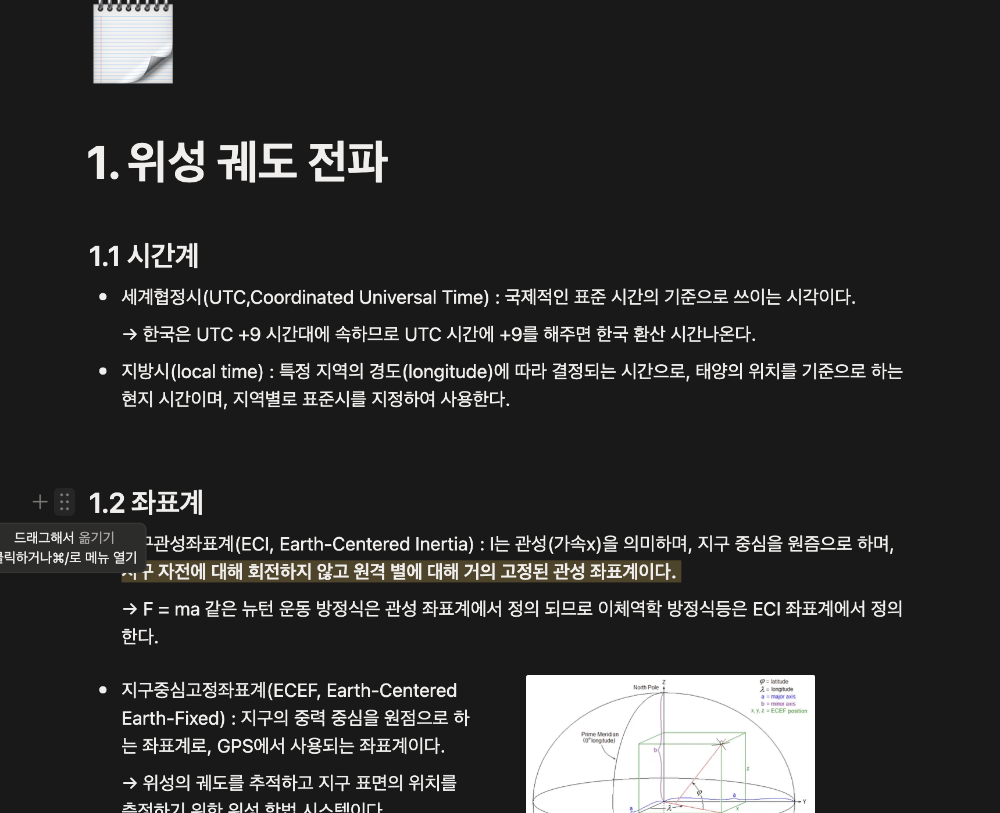 1. 위성 궤도 전파
1.1 시간계
세계협정시(UTC,Coordinated Universal Time) : 국제적인 표준 시간의 기준으로 쓰이는 시각이다.
→ 한국은 UTC +9 시간대에 속하므로 UTC 시간에 +9를 해주면 한국 환산 시간나온다.
지방시(local time) : 특정 지역의 경도(longitude)에 따라 결정되는 시간으로, 태양의 위치를 기준으로 하는
현지 시간이며, 지역별로 표준시를 지정하여 사용한다.
1.2 좌표계
드래그해서 옮기기
클릭하거나⌘/로 메뉴 열기
구관성좌표계(ECI, Earth-Centered Inertia) : I는 관성(가속x)을 의미하며, 지구 중심을 원즘으로 하며,
지구 자전에 대해 회전하지 않고 원격 별에 대해 거의 고정된 관성 좌표계이다.
→ F = ma 같은 뉴턴 운동 방정식은 관성 좌표계에서 정의 되므로 이체역학 방정식등은 ECI 좌표계에서 정의
한다.
지구중심고정좌표계(ECEF, Earth-Centered
Earth-Fixed) : 지구의 중력 중심을 원점으로 하
는 좌표계로, GPS에서 사용되는 좌표계이다.
→ 위성의 궤도를 추적하고 지구 표면의 위치를
측정하기 위한 위성 항법 시스템이다
Z
North Pole
φ = latitude
λ = longitude
a = major axis
b = minor axis
x, y, z = ECEF position
Prime Meridian
(0° longitude)
b
z
φ
a
Y
a
λ
x